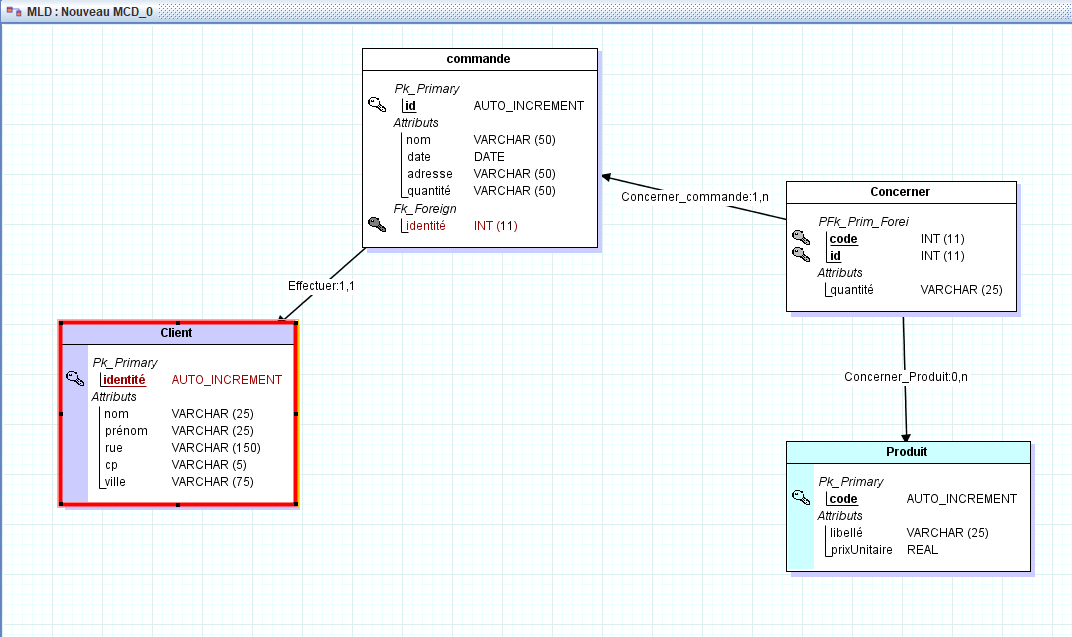 MLD : Nouveau MCD_0
commande
Pk_Primary
id AUTO_INCREMENT
Attributs
nom VARCHAR (50)
date DATE
adresse VARCHAR (50)
quantité VARCHAR (50)
Fk_Foreign
identité INT (11)
Concerner_commande:1,n
Concerner
PFk_Prim_Forei
code INT (11)
id INT (11)
Attributs
quantité VARCHAR (25)
Effectuer:1,1
Client
Pk_Primary
identité AUTO_INCREMENT
Attributs
nom VARCHAR (25)
prénom VARCHAR (25)
rue VARCHAR (150)
cp VARCHAR (5)
ville VARCHAR (75)
Concerner_Produit:0,n
Produit
Pk_Primary
code AUTO_INCREMENT
Attributs
libellé VARCHAR (25)
prixUnitaire REAL